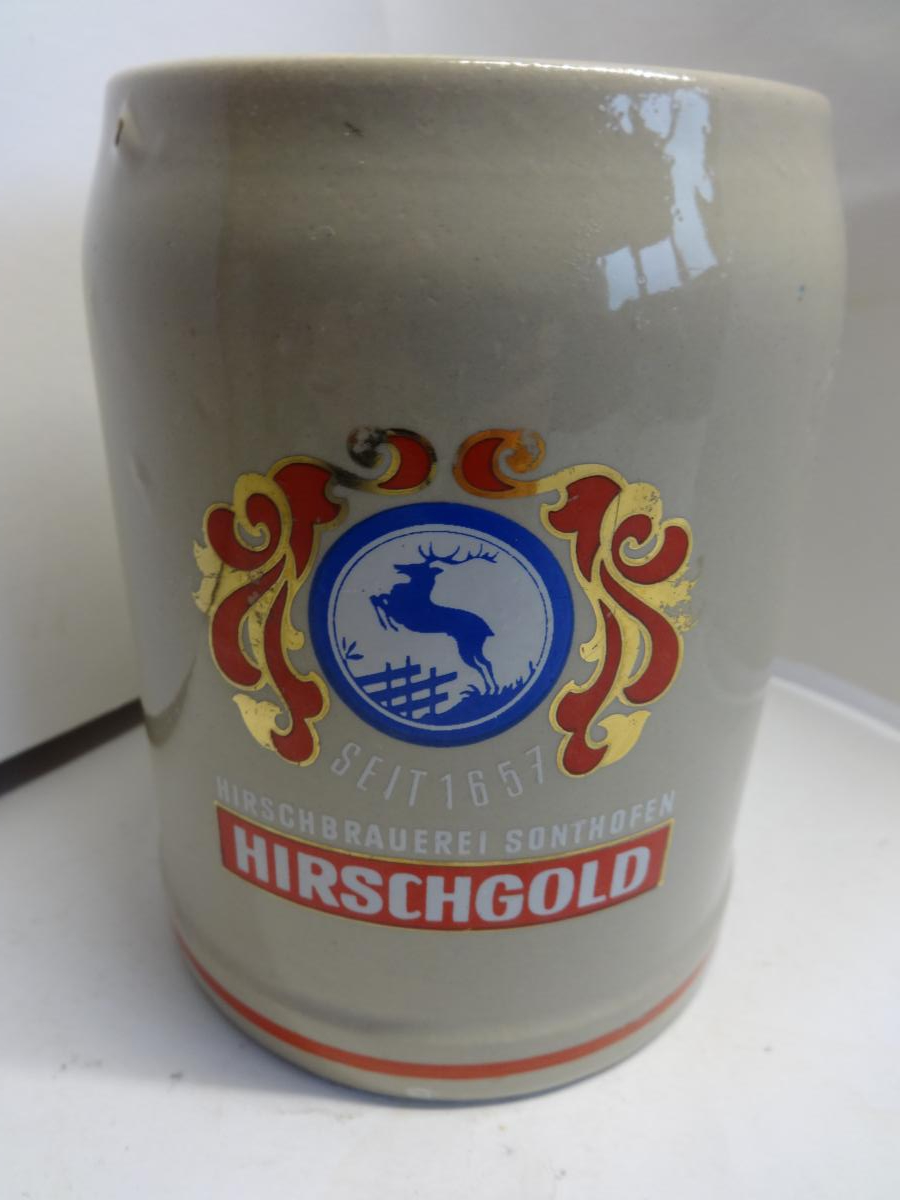 SEIT 1657
HIRSCHBRAUEREI SONTHOFEN
HIRSCHGOLD